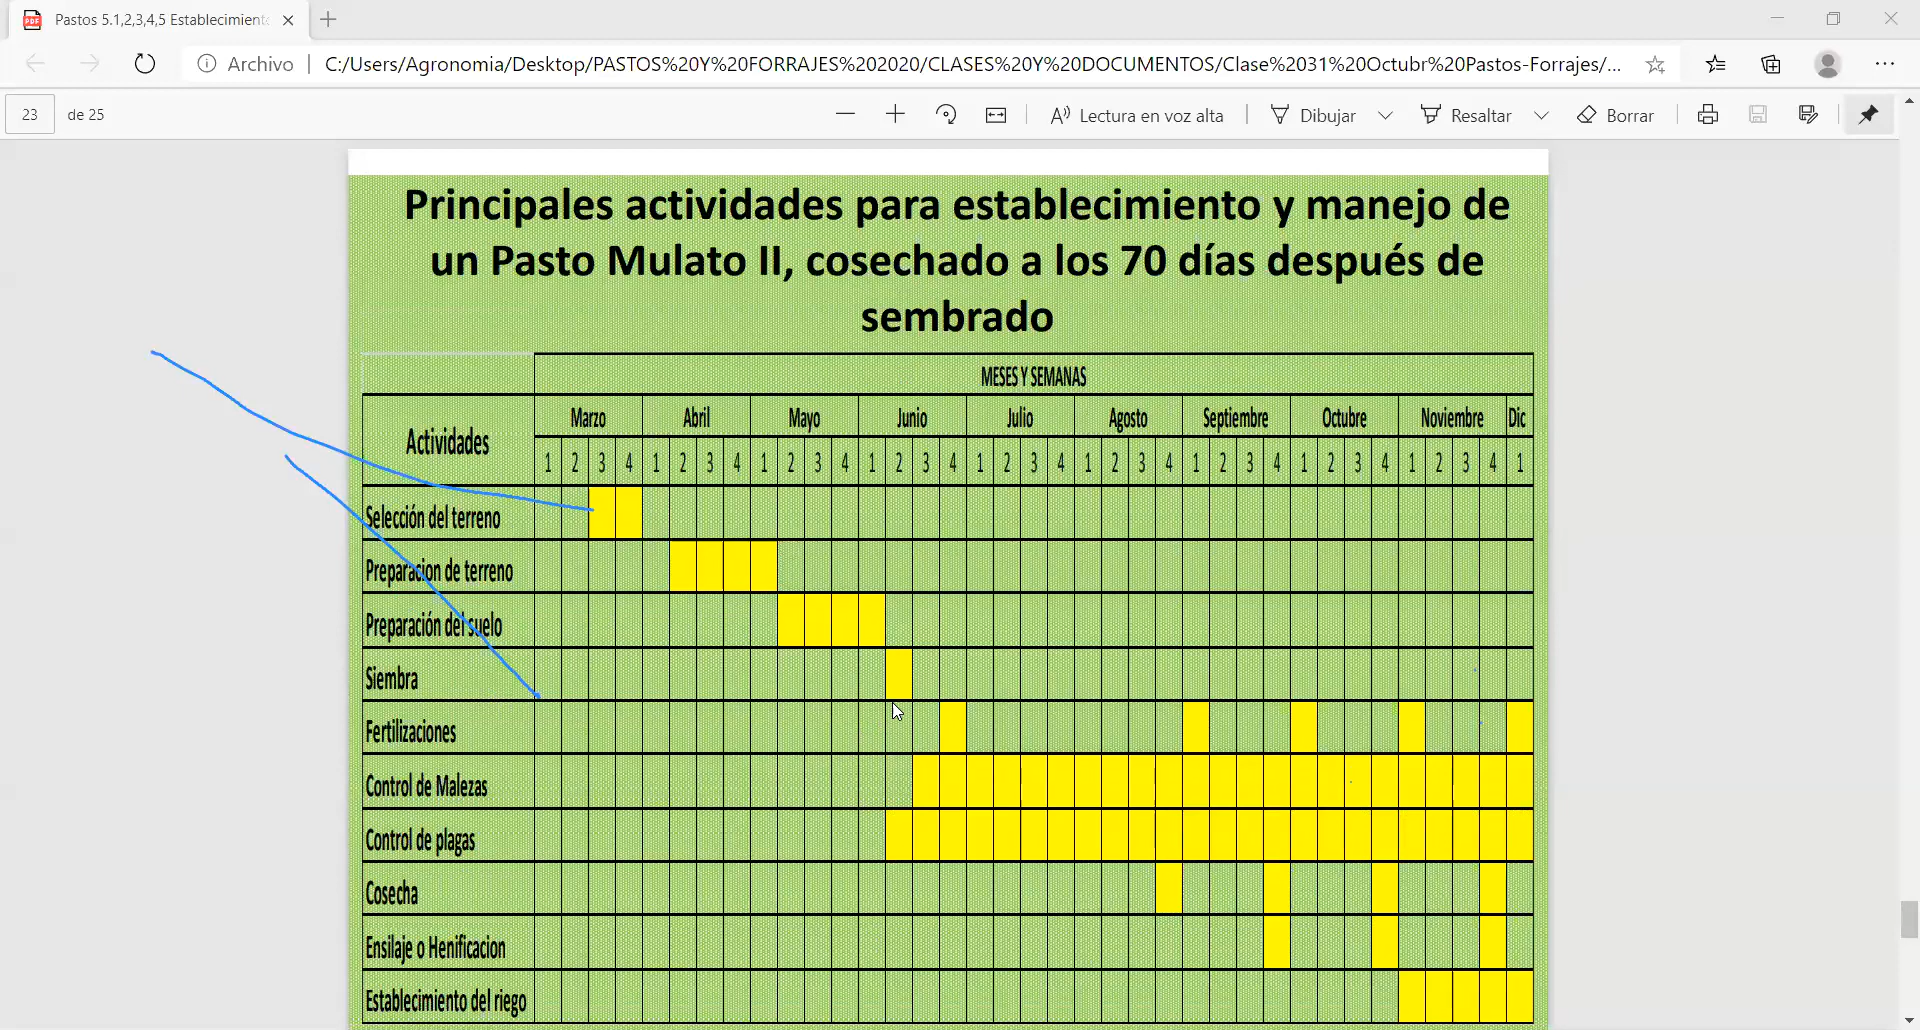 Pastos 5.1,2,3,4,5 Establecimient
Archivo | C:/Users/Agronomia/Desktop/PASTOS%20Y%20FORRAJES%202020/CLASES%20Y%20DOCUMENTOS/Clase%2031%20Octubr%20Pastos-Forrajes/...
23 de 25 Lectura en voz alta Dibujar Resaltar Borrar
Principales actividades para establecimiento y manejo de
un Pasto Mulato II, cosechado a los 70 días después de
sembrado
MESES Y SEMANAS
Actividades Marzo Abril Mayo Junio Julio Agosto Septiembre Octubre Noviembre Dic
1 2 3 4 1 2 3 4 1 2 3 4 1 2 3 4 1 2 3 4 1 2 3 4 1 2 3 4 1 2 3 4 1 2 3 4 1
Selección del terreno
Preparacion de terreno
Preparación del suelo
Siembra
Fertilizaciones
Control de Malezas
Control de plagas
Cosecha
Ensilaje o Henificacion
Establecimiento del riego